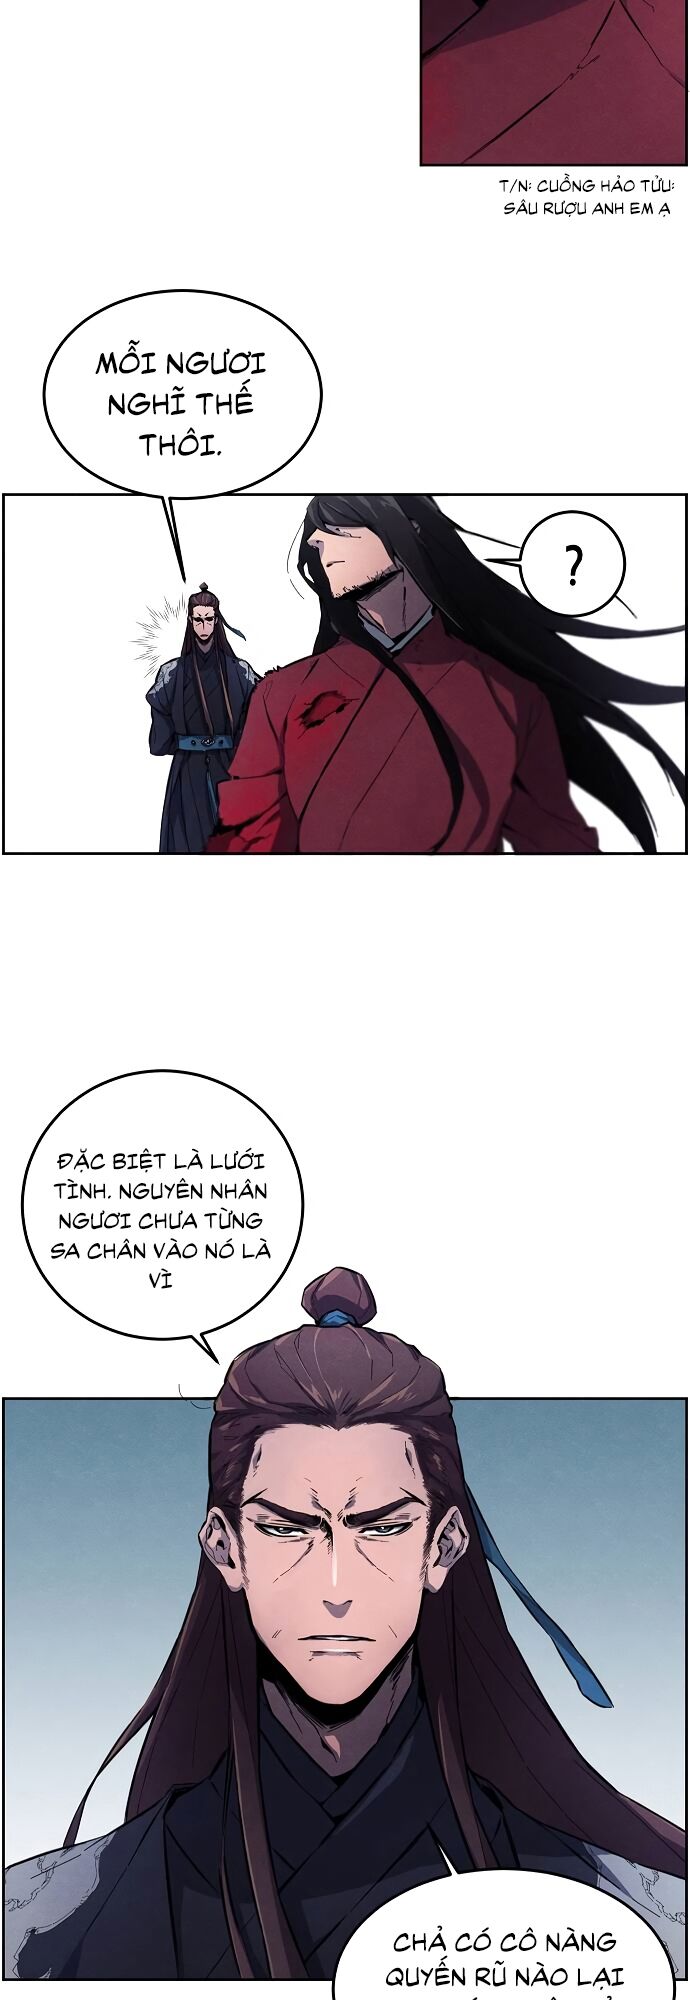 T/N: CUỒNG HẢO TỬU:
SÂU RƯỢU ANH EM Ạ
MỖI NGƯƠI
NGHĨ THẾ
THÔI.
?
ĐẶC BIỆT LÀ LƯỚI
TÌNH. NGUYÊN NHÂN
NGƯƠI CHƯA TỪNG
SA CHÂN VÀO NÓ LÀ
VÌ
CHẢ CÓ CÔ NÀNG
QUYẾN RŨ NÀO LẠI